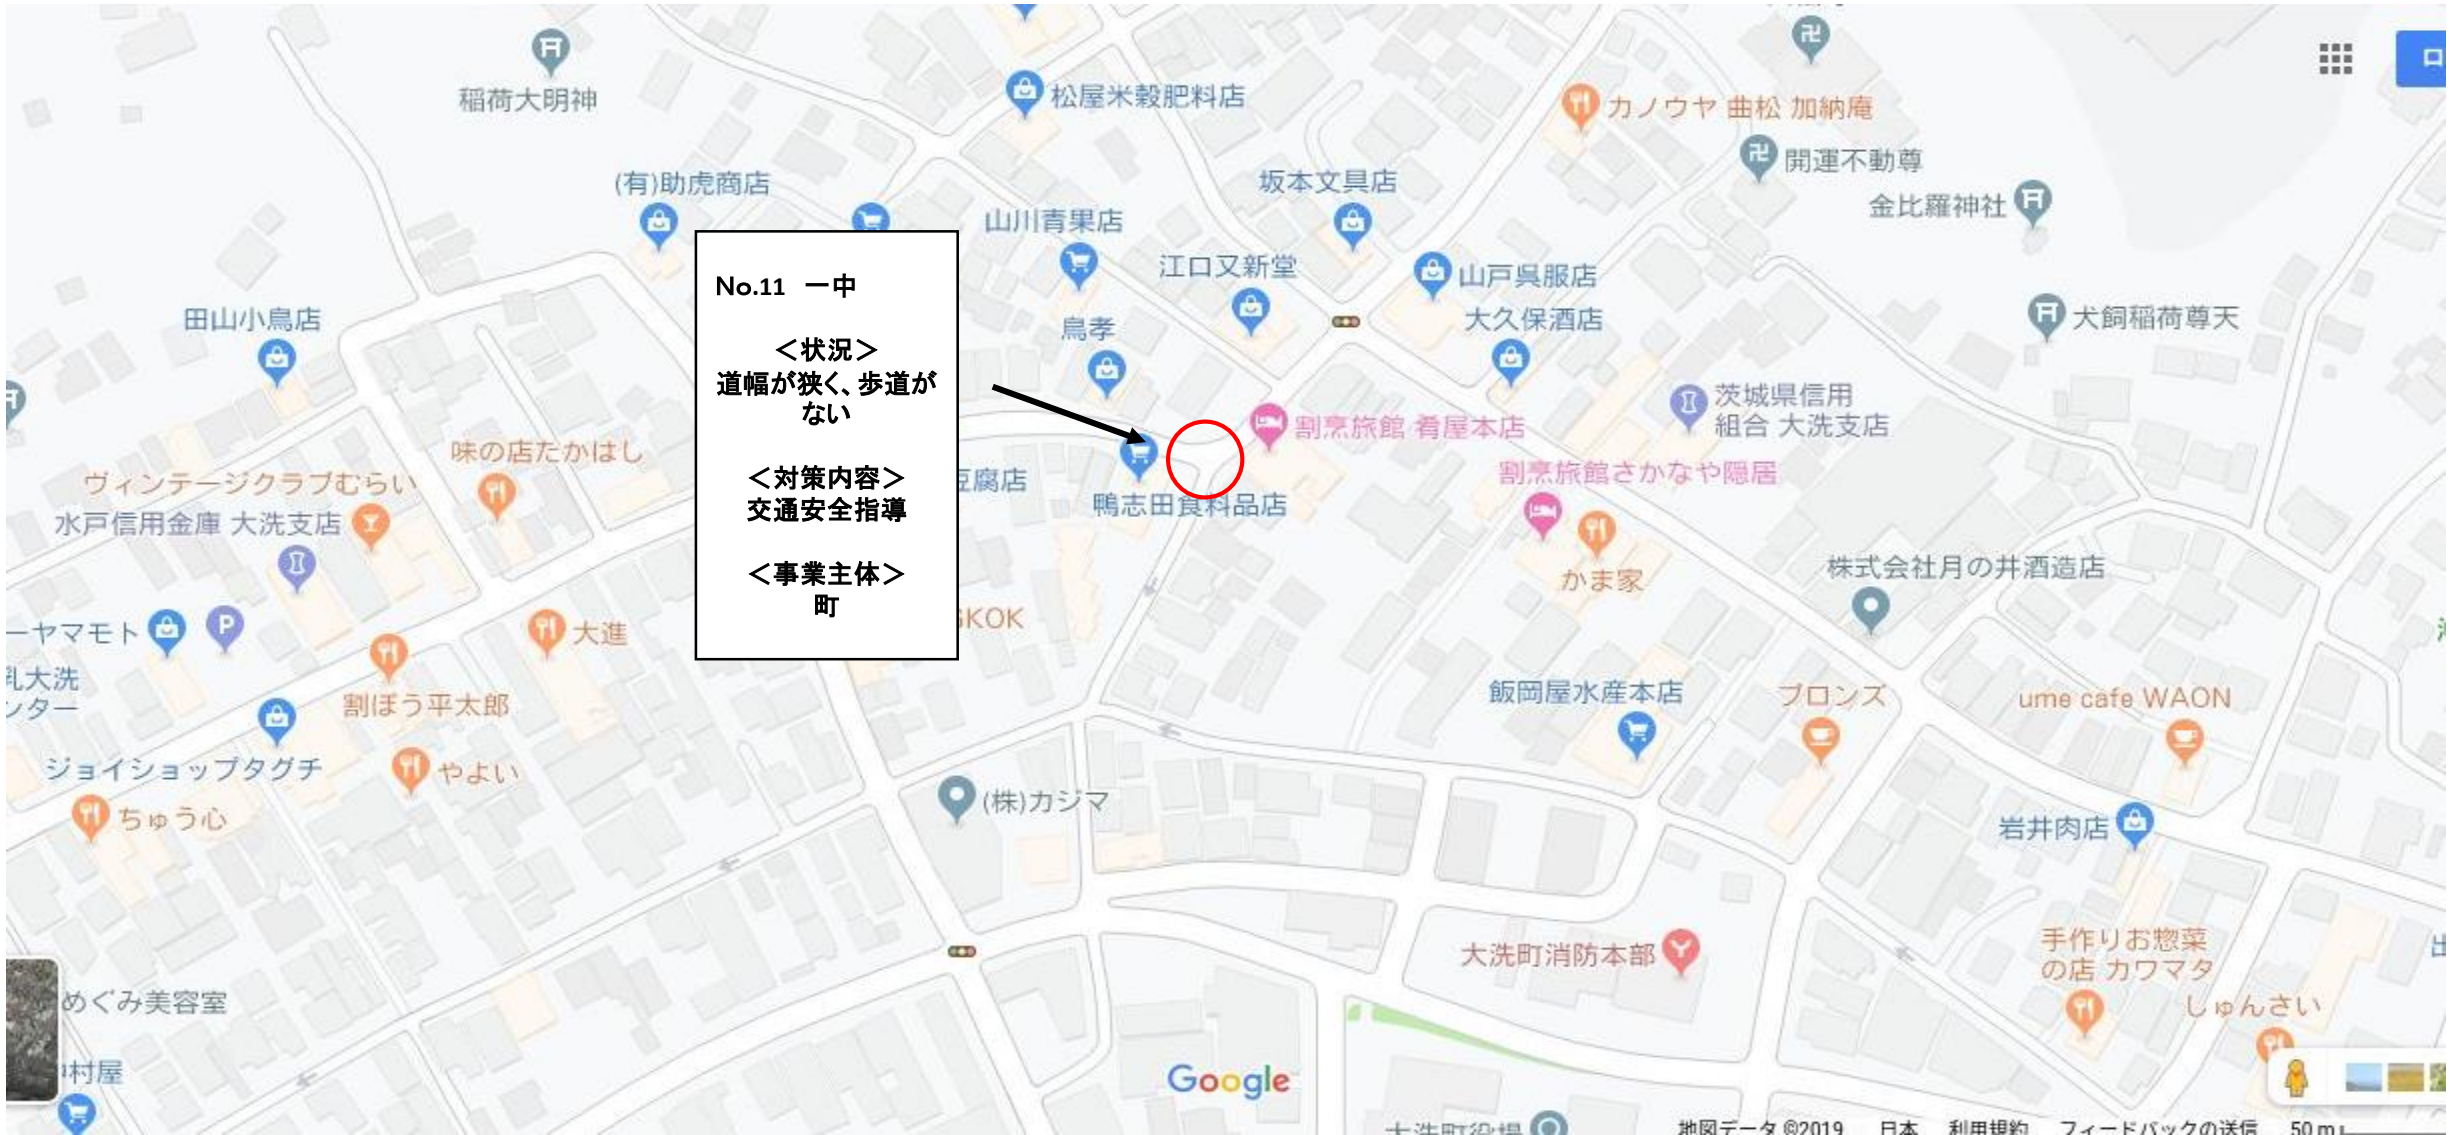 稲荷大明神
松屋米穀肥料店
カノウヤ 曲松 加納庵
開運不動尊
(有)助虎商店
坂本文具店
山川青果店
金比羅神社
江口又新堂
山戸呉服店
田山小鳥店
鳥孝
大久保酒店
犬飼稲荷尊天
No.11 一中
<状況>
道幅が狭く、歩道が
ない
<対策内容>
交通安全指導
<事業主体>
町
茨城県信用
組合 大洗支店
割烹旅館 肴屋本店
味の店たかはし
割烹旅館さかなや隠居
ヴィンテージクラブむらい
豆腐店
鴨志田食料品店
水戸信用金庫 大洗支店
株式会社月の井酒造店
かま家
KOK
ーヤマモト
大進
乳大洗
ンター
割ぼう平太郎
飯岡屋水産本店
ブロンズ
ume cafe WAON
ジョイショップタグチ
やよい
(株)カジマ
ちゅう心
岩井肉店
大洗町消防本部
手作りお惣菜
の店 カワマタ
めぐみ美容室
しゅんさい
村屋
Google
大洗町役場
地図データ ©2019 日本 利用規約 フィードバックの送信 50 m